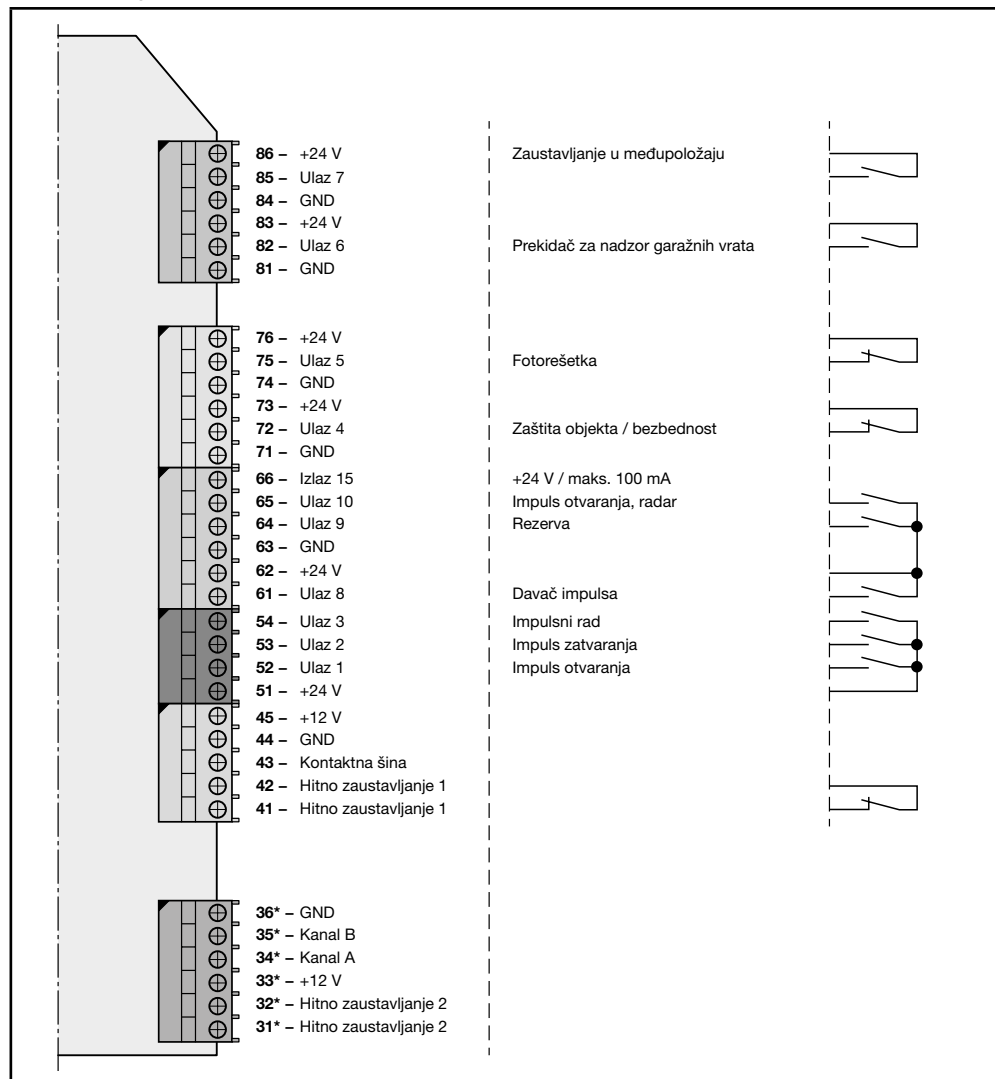 86 – +24 V Zaustavljanje u međupoložaju
85 – Ulaz 7
84 – GND
83 – +24 V
82 – Ulaz 6 Prekidač za nadzor garažnih vrata
81 – GND
76 – +24 V
75 – Ulaz 5 Fotorešetka
74 – GND
73 – +24 V
72 – Ulaz 4 Zaštita objekta / bezbednost
71 – GND
66 – Izlaz 15 +24 V / maks. 100 mA
65 – Ulaz 10 Impuls otvaranja, radar
64 – Ulaz 9 Rezerva
63 – GND
62 – +24 V
61 – Ulaz 8 Davač impulsa
54 – Ulaz 3 Impulsni rad
53 – Ulaz 2 Impuls zatvaranja
52 – Ulaz 1 Impuls otvaranja
51 – +24 V
45 – +12 V
44 – GND
43 – Kontaktna šina
42 – Hitno zaustavljanje 1
41 – Hitno zaustavljanje 1
36* – GND
35* – Kanal B
34* – Kanal A
33* – +12 V
32* – Hitno zaustavljanje 2
31* – Hitno zaustavljanje 2